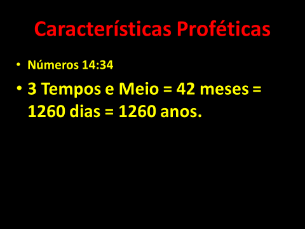 Características Proféticas
• Números 14:34
• 3 Tempos e Meio = 42 meses =
1260 dias = 1260 anos.